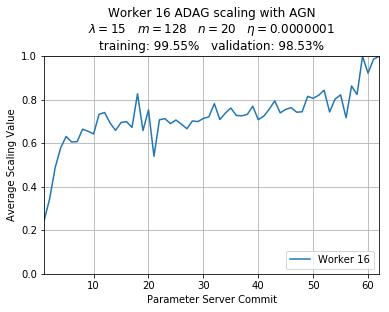 Worker 16 ADAG scaling with AGN
λ = 15 m = 128 n = 20 η = 0.0000001
training: 99.55% validation: 98.53%
1.0
0.8
0.6
0.4
0.2
0.0
Average Scaling Value
Worker 16
10 20 30 40 50 60
Parameter Server Commit